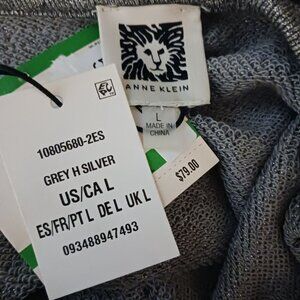 ANNE KLEIN
L
MADE IN
CHINA
$79.00
10805680-2ES
GREY H SILVER
US/CA L
ES/FR/PT L DE L UK L
093488947493